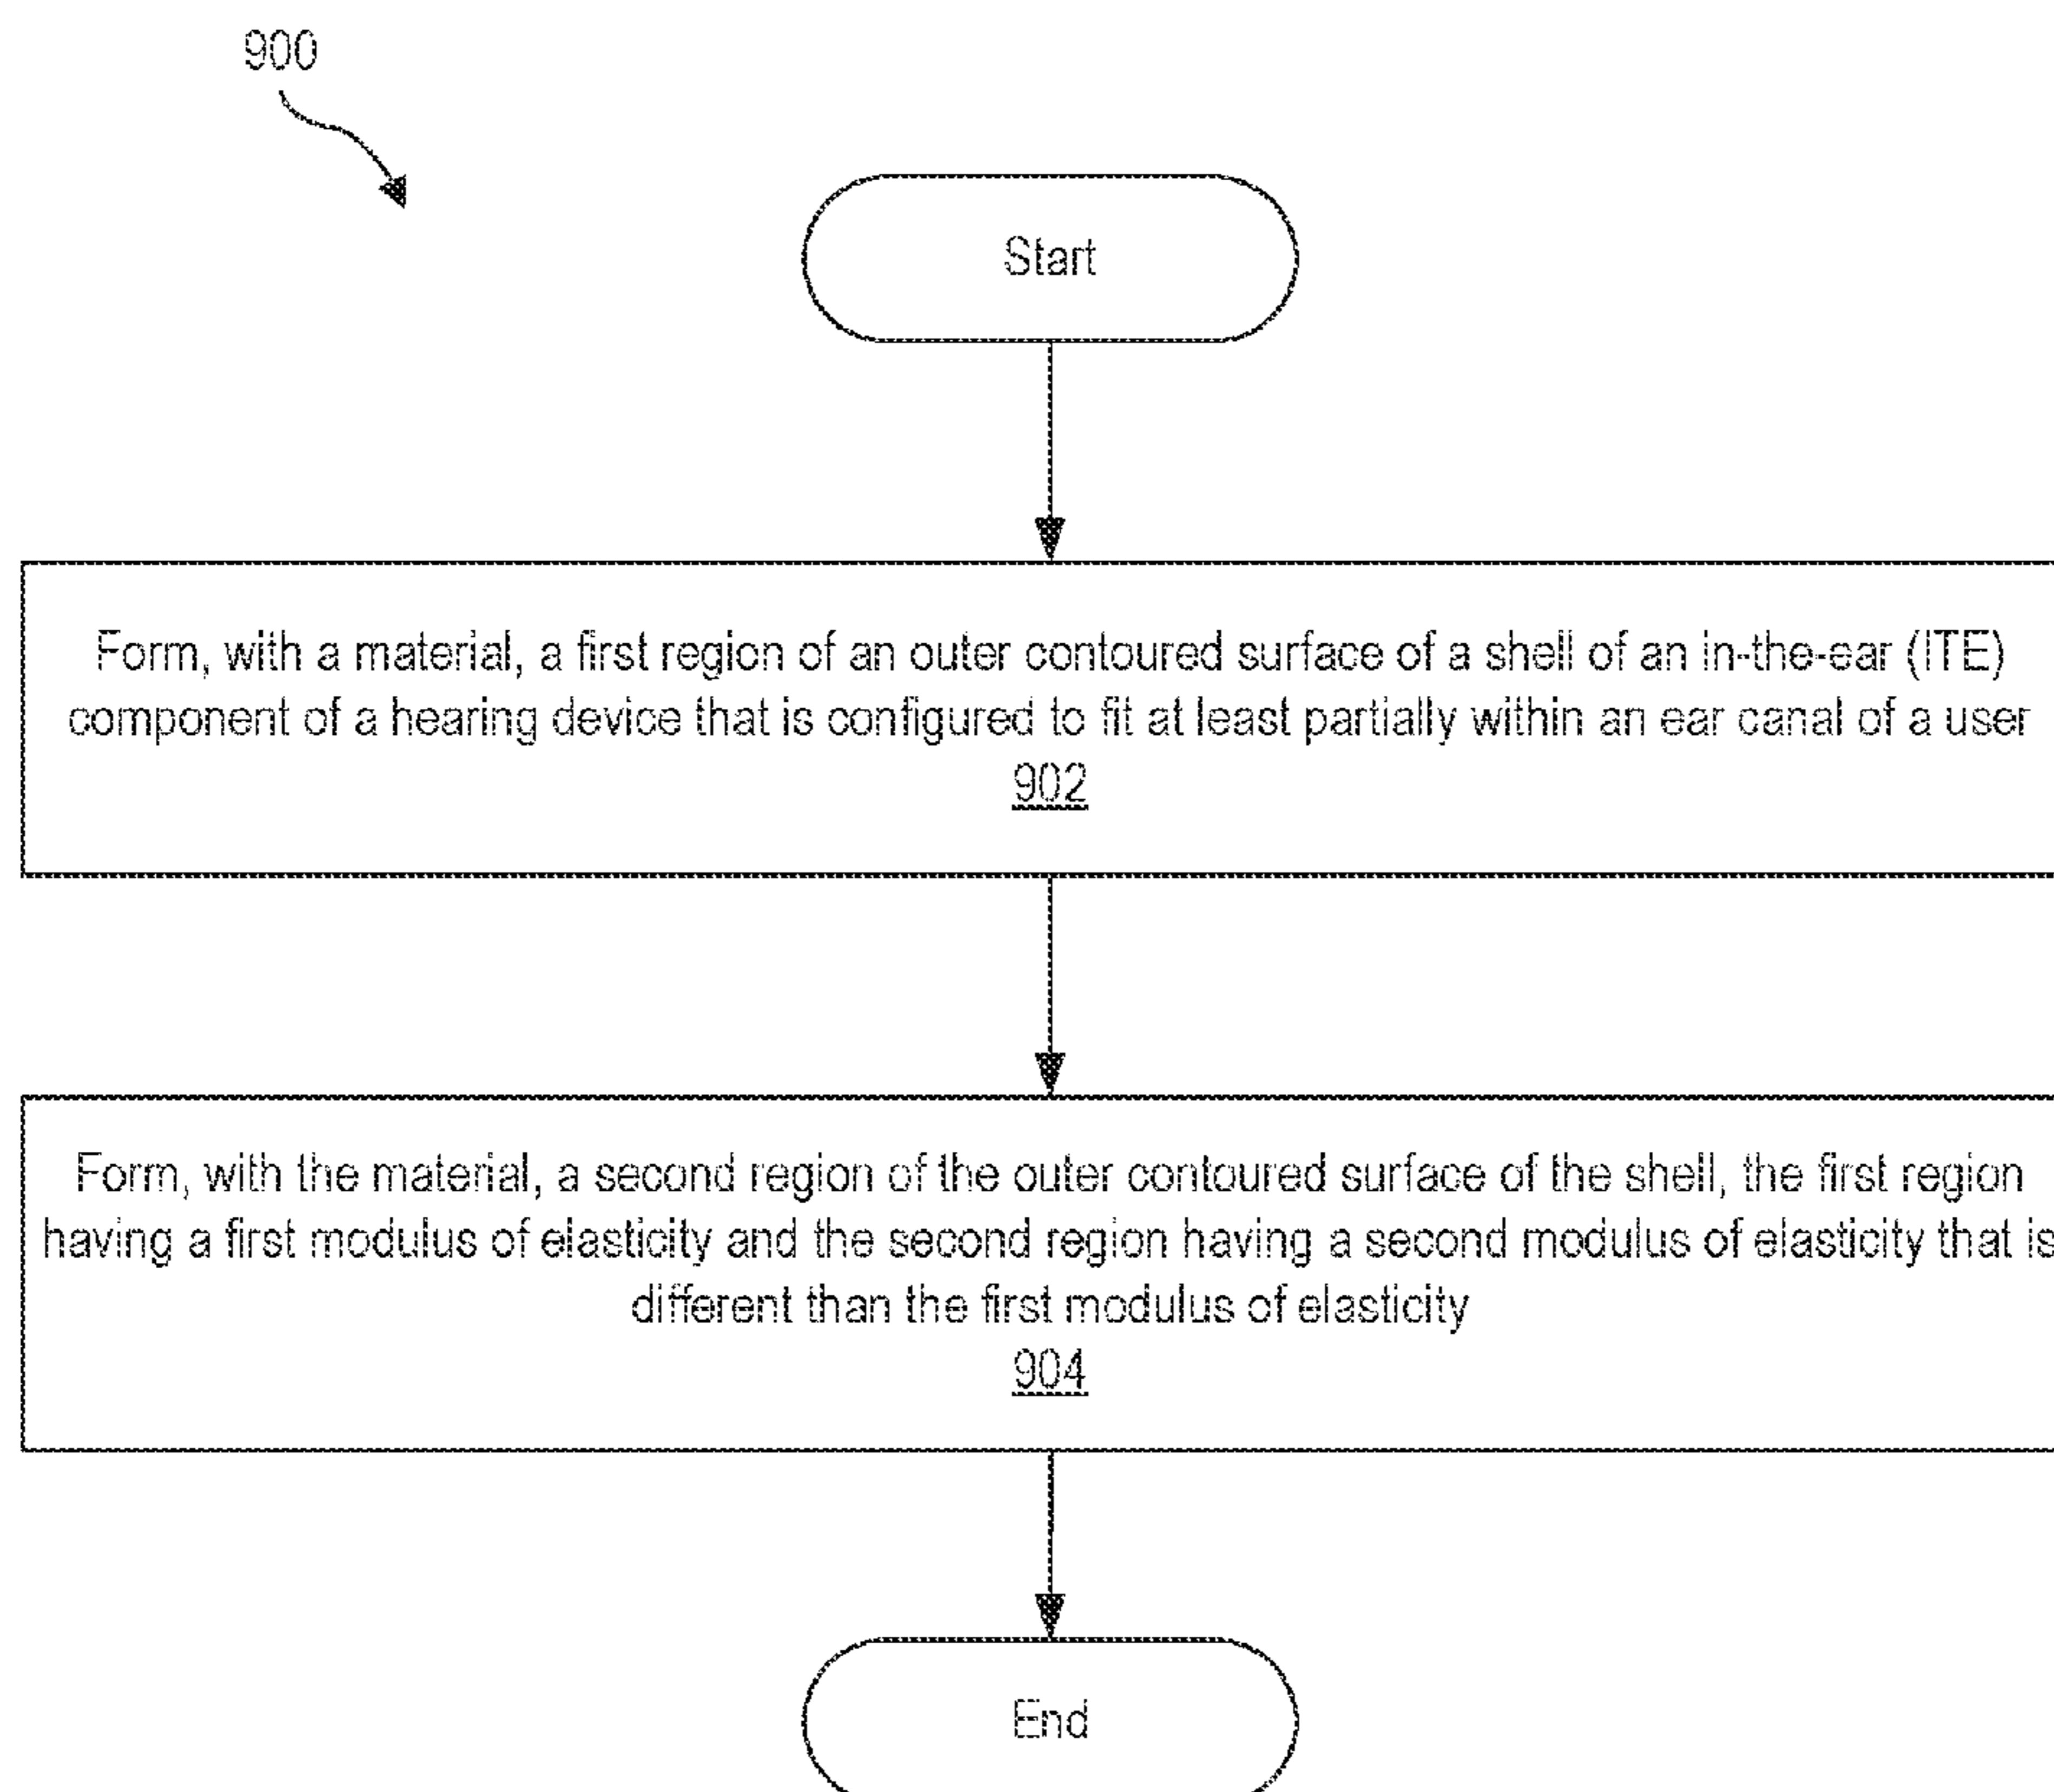 900
Start
Form, with a material, a first region of an outer contoured surface of a shell of an in-the-ear (ITE)
component of a hearing device that is configured to fit at least partially within an ear canal of a user
902
Form, with the material, a second region of the outer contoured surface of the shell, the first region
having a first modulus of elasticity and the second region having a second modulus of elasticity that is
different than the first modulus of elasticity
904
End